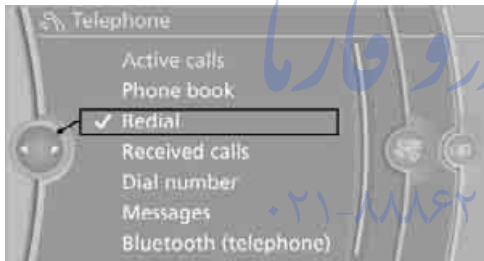 Telephone
Active calls
Phone book
Redial
Received calls
Dial number
Messages
Bluetooth (telephone)
۰۲۱-۸۸۸۶۲